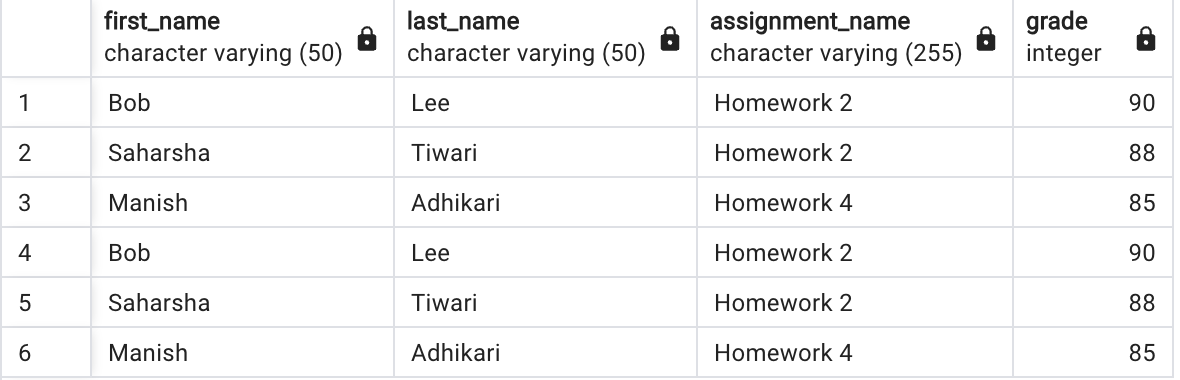 first_name last_name assignment_name grade
character varying (50) character varying (50) character varying (255) integer
1 Bob Lee Homework 2 90
2 Saharsha Tiwari Homework 2 88
3 Manish Adhikari Homework 4 85
4 Bob Lee Homework 2 90
5 Saharsha Tiwari Homework 2 88
6 Manish Adhikari Homework 4 85